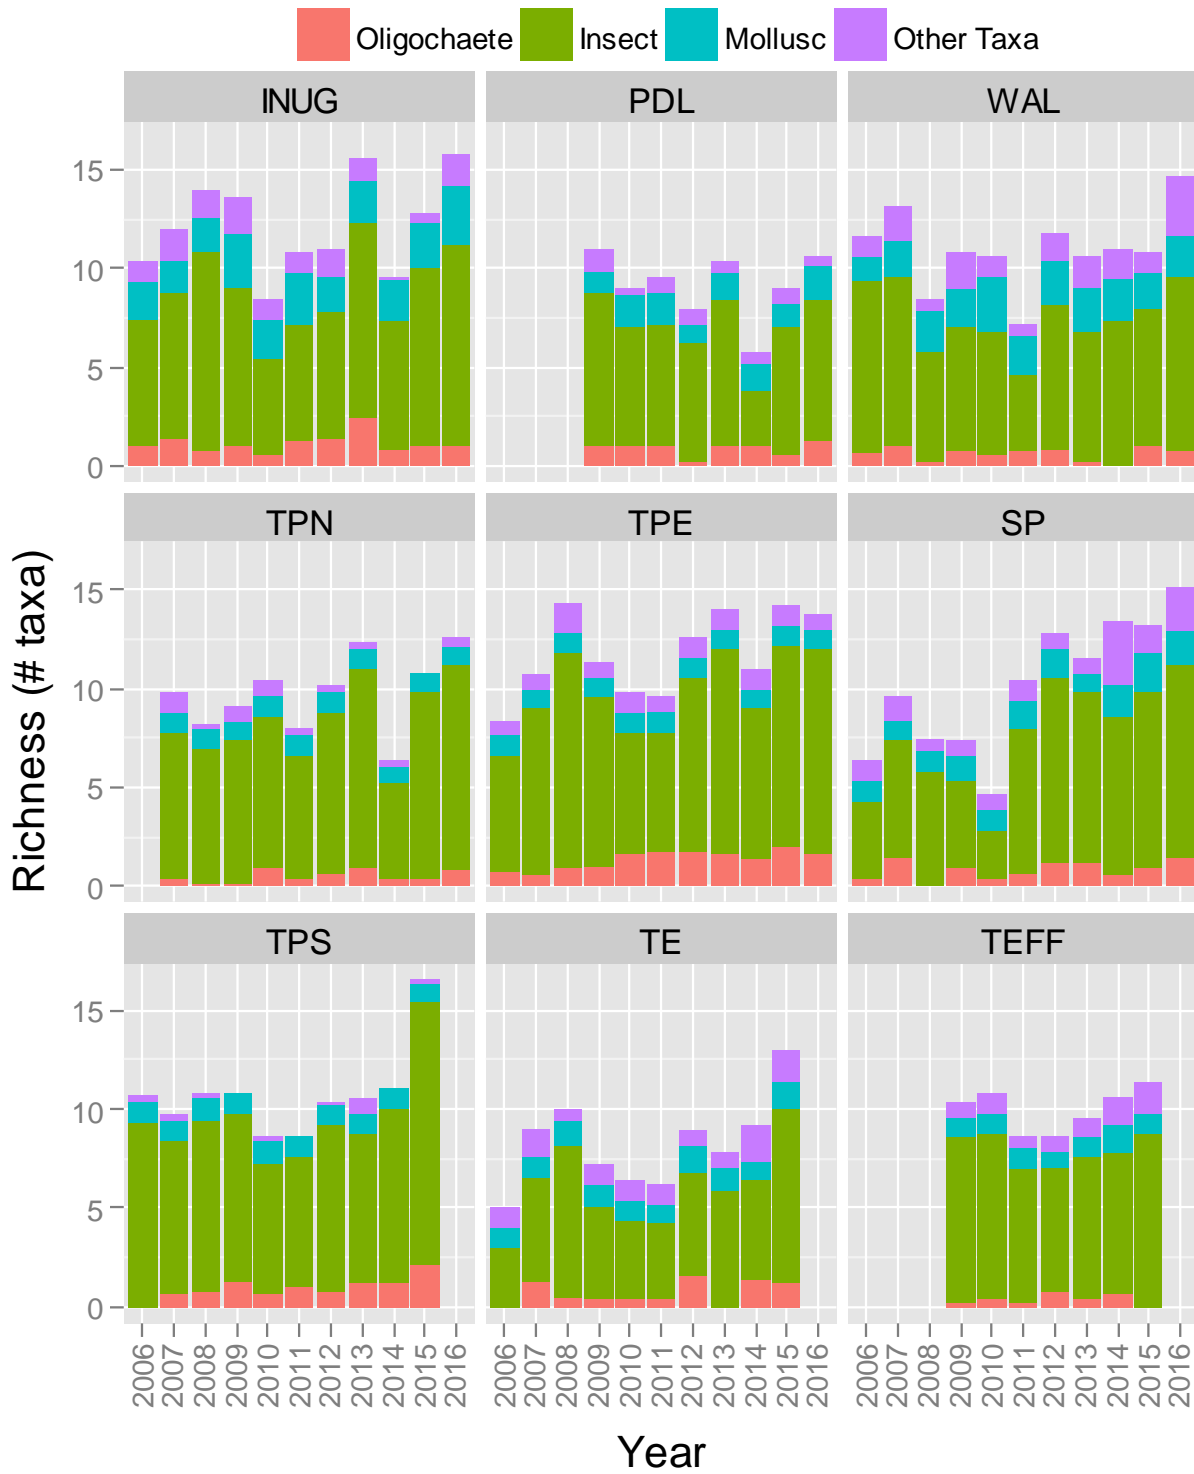 Oligochaete Insect Mollusc Other Taxa
INUG PDL WAL
15
10
5
0
TPN TPE SP
15
10
5
0
TPS TE TEFF
15
10
5
0
Richness (# taxa)
2006 2007 2008 2009 2010 2011 2012 2013 2014 2015 2016 2006 2007 2008 2009 2010 2011 2012 2013 2014 2015 2016 2006 2007 2008 2009 2010 2011 2012 2013 2014 2015 2016
Year